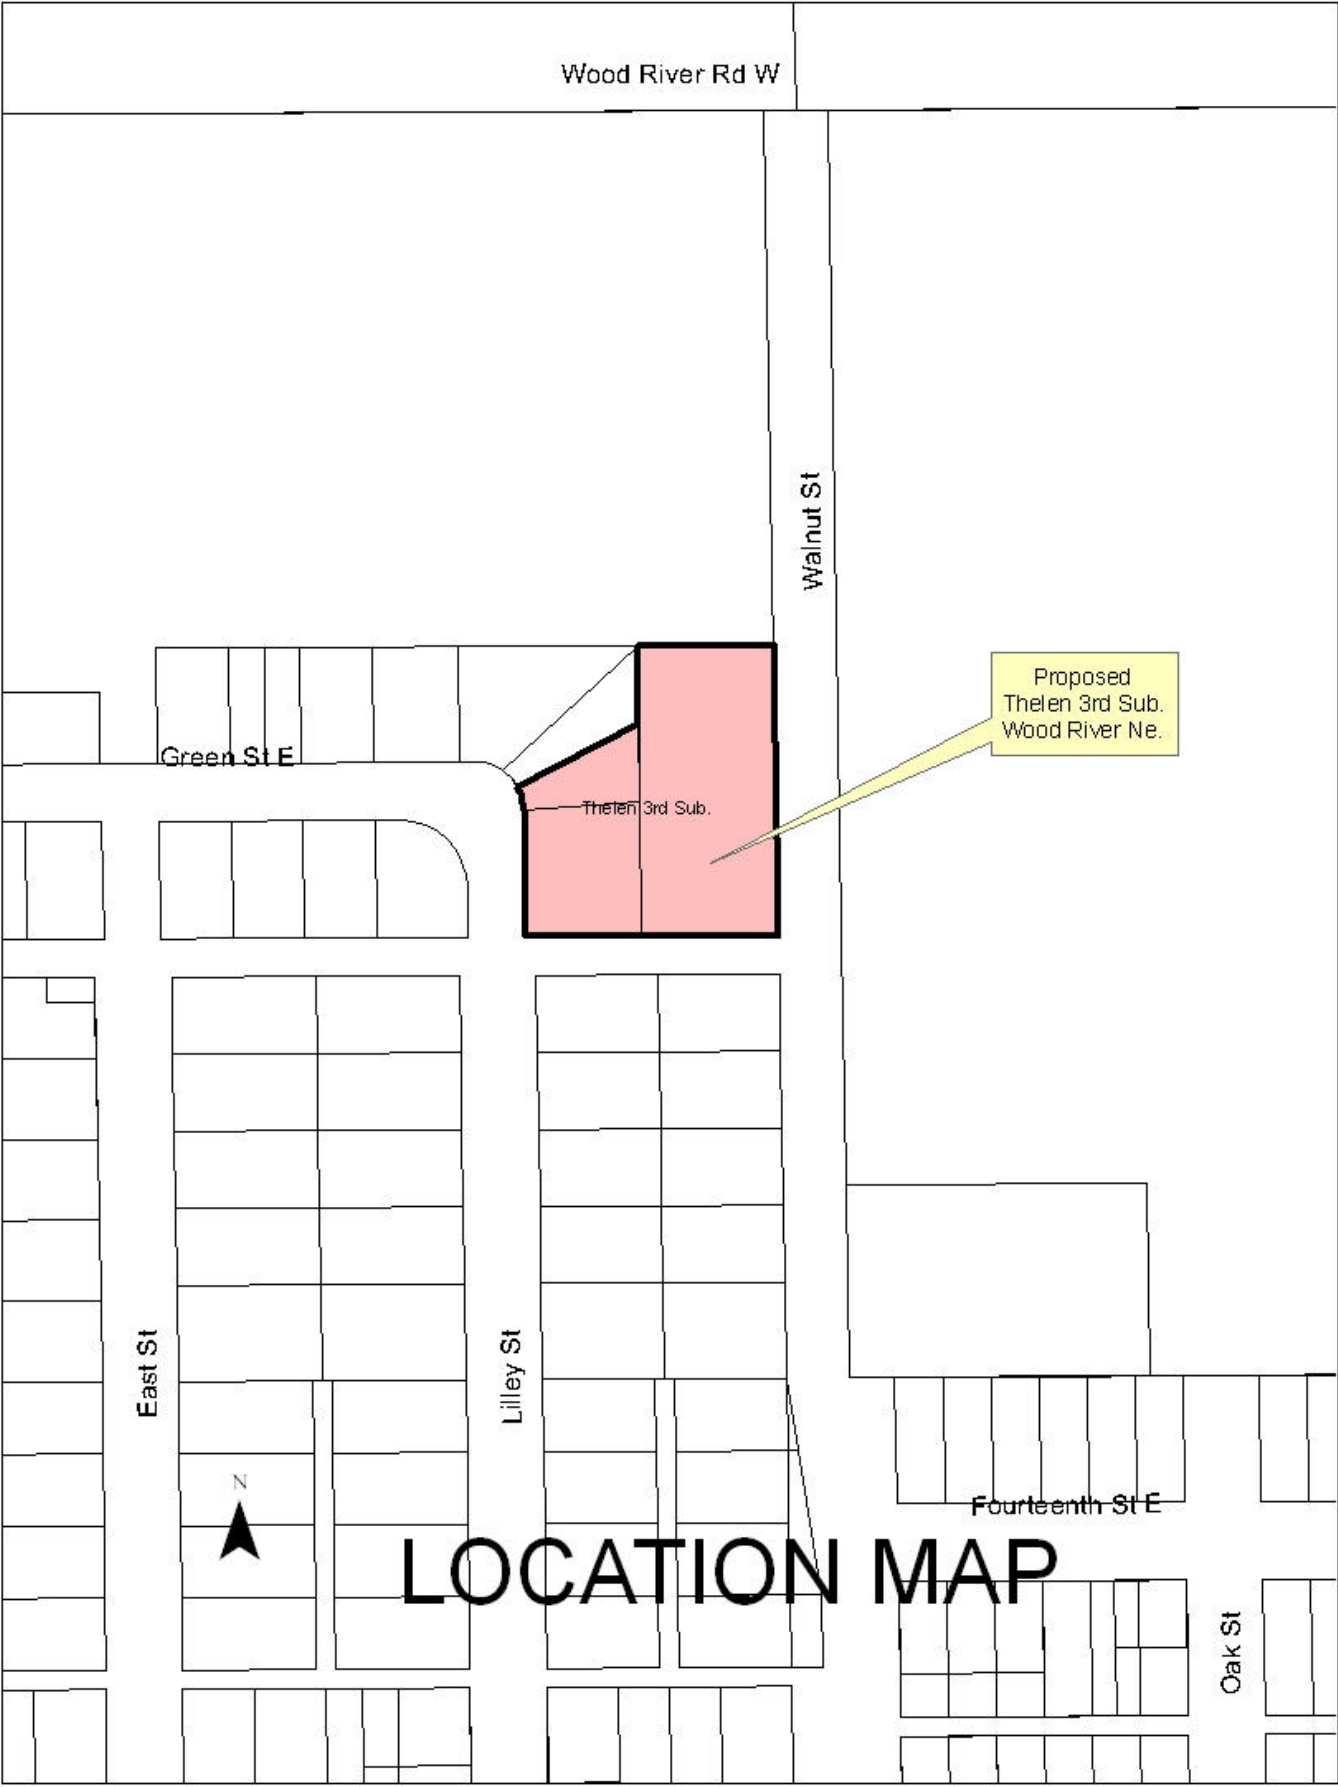 Wood River Rd W
Walnut St
Proposed
Thelen 3rd Sub.
Wood River Ne.
Green St E
Thelen 3rd Sub.
East St
Lilley St
N
Fourteenth St E
LOCATION MAP
Oak St